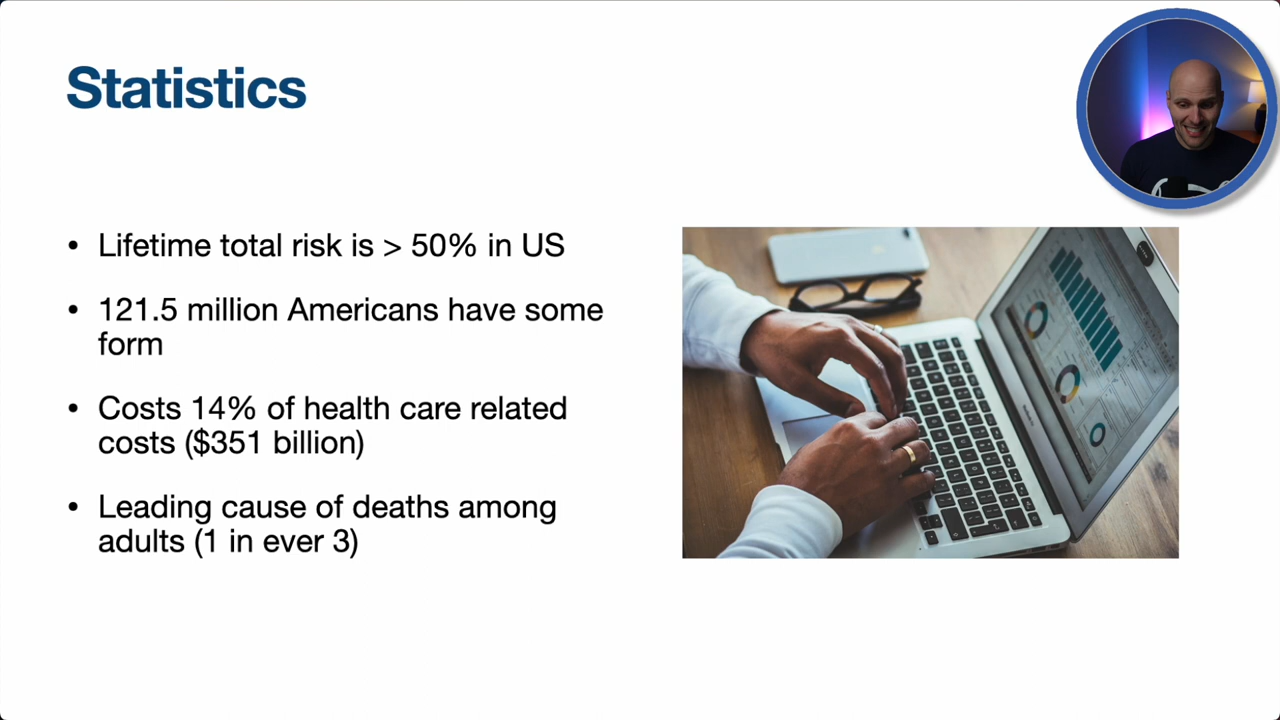 Statistics
• Lifetime total risk is > 50% in US
• 121.5 million Americans have some
form
• Costs 14% of health care related
costs ($351 billion)
• Leading cause of deaths among
adults (1 in ever 3)